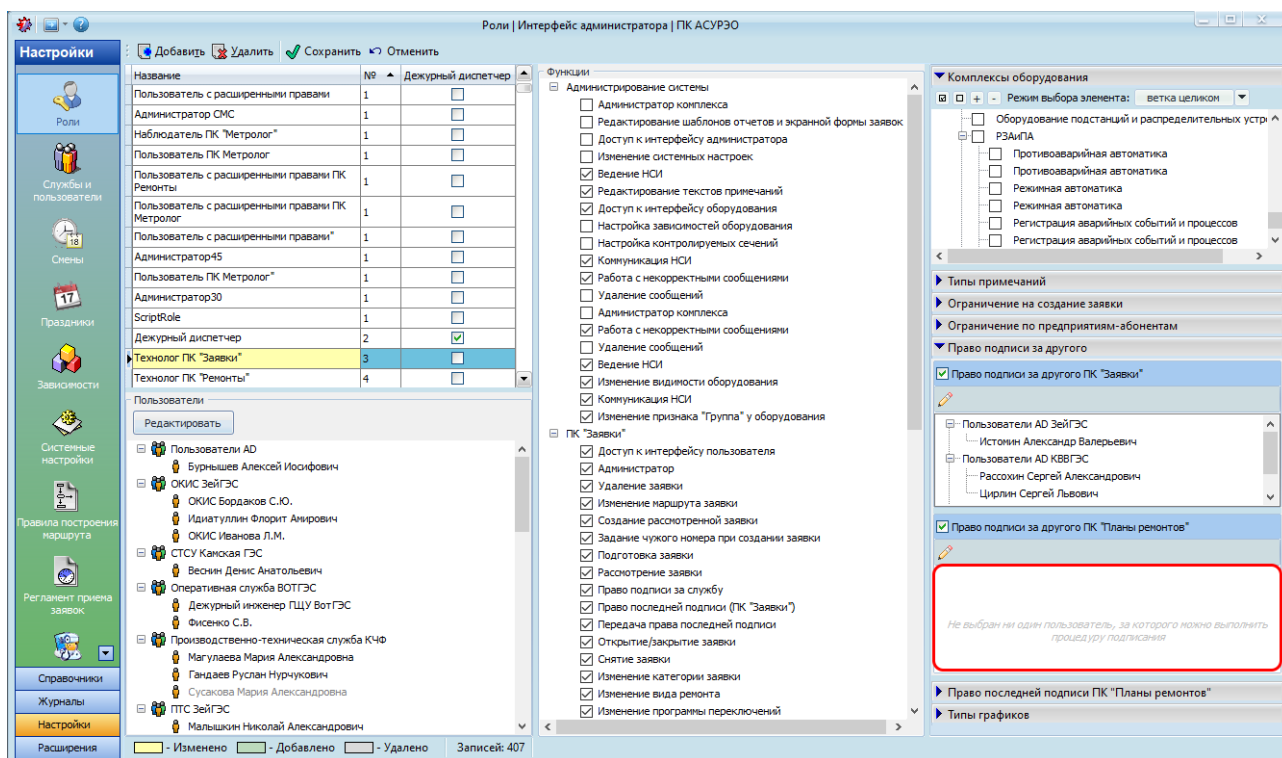 Роли | Интерфейс администратора | ПК АСУРЭО
Настройки
Добавить Удалить Сохранить Отменить
Роли
Службы и
пользователи
18
Смены
17
Праздники
Зависимости
Системные
настройки
Правила построения
маршрута
Регламент приема
заявок
Справочники
Журналы
Настройки
Расширения
Название № Дежурный диспетчер
Пользователь с расширенными правами 1
Администратор СМС 1
Наблюдатель ПК "Метролог" 1
Пользователь ПК Метролог 1
Пользователь с расширенными правами ПК
Ремонты 1
Пользователь с расширенными правами ПК
Метролог 1
Пользователь с расширенными правами" 1
Администратор45 1
Пользователь ПК Метролог" 1
Администратор30 1
ScriptRole 1
Дежурный диспетчер 2
Технолог ПК "Заявки" 3
Технолог ПК "Ремонты" 4
Пользователи
Редактировать
Пользователи AD
Бурнышев Алексей Иосифович
ОКИС ЗейГЭС
ОКИС Бордаков С.Ю.
Идиатуллин Флорит Анирович
ОКИС Иванова Л.М.
СТСУ Камская ГЭС
Веснин Денис Анатольевич
Оперативная служба ВОТГЭС
Дежурный инженер ПЩУ ВотГЭС
Фисенко С.В.
Производственно-техническая служба КЧФ
Магулаева Мария Александровна
Гандаев Руслан Нурчукович
Сусакова Мария Александровна
ПТС ЗейГЭС
Малышкин Николай Александрович
- Изменено - Добавлено - Удалено Записей: 407
Функции
Администрирование системы
Администратор комплекса
Редактирование шаблонов отчетов и экранной формы заявок
Доступ к интерфейсу администратора
Изменение системных настроек
Ведение НСИ
Редактирование текстов примечаний
Доступ к интерфейсу оборудования
Настройка зависимостей оборудования
Настройка контролируемых сечений
Коммуникация НСИ
Работа с некорректными сообщениями
Удаление сообщений
Администратор комплекса
Работа с некорректными сообщениями
Удаление сообщений
Ведение НСИ
Изменение видимости оборудования
Коммуникация НСИ
Изменение признака "Группа" у оборудования
ПК "Заявки"
Доступ к интерфейсу пользователя
Администратор
Удаление заявки
Изменение маршрута заявки
Создание рассмотренной заявки
Задание чужого номера при создании заявки
Подготовка заявки
Рассмотрение заявки
Право подписи за службу
Право последней подписи (ПК "Заявки")
Передача права последней подписи
Открытие/закрытие заявки
Снятие заявки
Изменение категории заявки
Изменение вида ремонта
Изменение программы переключений
Комплексы оборудования
Режим выбора элемента: ветка целиком
Оборудование подстанций и распределительных устр
РЗАиПА
Противоаварийная автоматика
Противоаварийная автоматика
Режимная автоматика
Режимная автоматика
Регистрация аварийных событий и процессов
Регистрация аварийных событий и процессов
Типы примечаний
Ограничение на создание заявки
Ограничение по предприятиям-абонентам
Право подписи за другого
Право подписи за другого ПК "Заявки"
Пользователи AD ЗейГЭС
Истомин Александр Валерьевич
Пользователи AD КВВГЭС
Рассохин Сергей Александрович
Цирлин Сергей Львович
Право подписи за другого ПК "Планы ремонтов"
Не выбран ни один пользователь, за которого можно выполнить
процедуру подписания
Право последней подписи ПК "Планы ремонтов"
Типы графиков